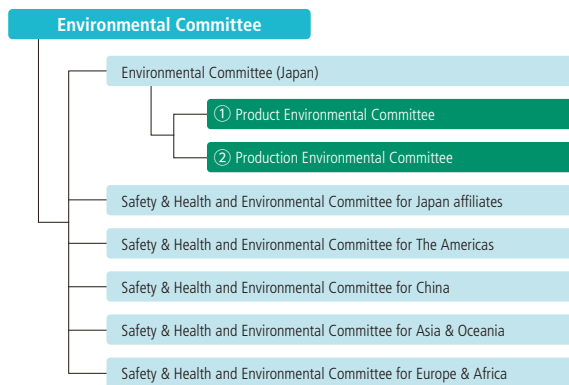 Environmental Committee
Environmental Committee (Japan)
① Product Environmental Committee
② Production Environmental Committee
Safety & Health and Environmental Committee for Japan affiliates
Safety & Health and Environmental Committee for The Americas
Safety & Health and Environmental Committee for China
Safety & Health and Environmental Committee for Asia & Oceania
Safety & Health and Environmental Committee for Europe & Africa